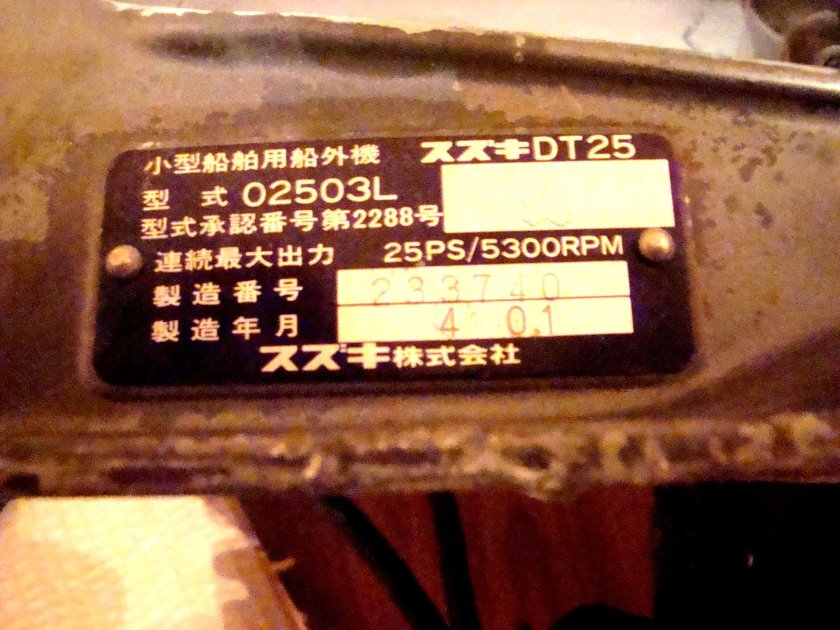 小型船舶用船外機 スズキDT25
型式 02503L
型式承認番号第2288号
連続最大出力 25PS/5300RPM
製造番号 233740
製造年月 4 01
スズキ株式会社